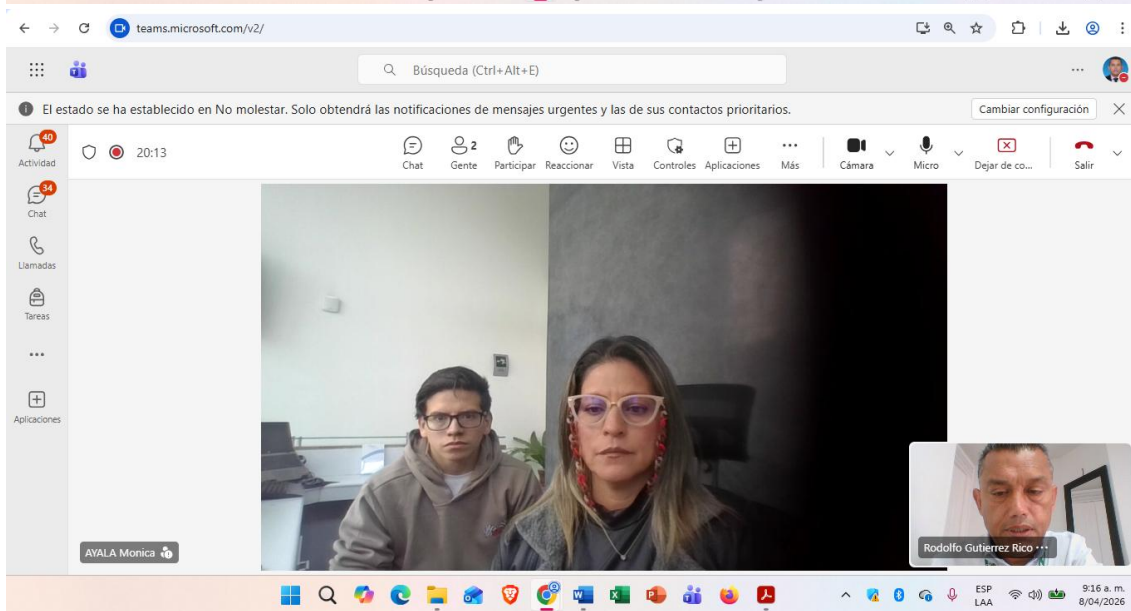 teams.microsoft.com/v2/
Búsqueda (Ctrl+Alt+E)
El estado se ha establecido en No molestar. Solo obtendrá las notificaciones de mensajes urgentes y las de sus contactos prioritarios.
Cambiar configuración
40
Actividad
20:13
Chat
2
Gente
Participar
Reaccionar
Vista
Controles
Aplicaciones
Más
Cámara
Micro
Dejar de co...
Salir
34
Chat
Llamadas
Tareas
Aplicaciones
AYALA Monica
Rodolfo Gutierrez Rico
ESP
LAA
9:16 a. m.
8/04/2026